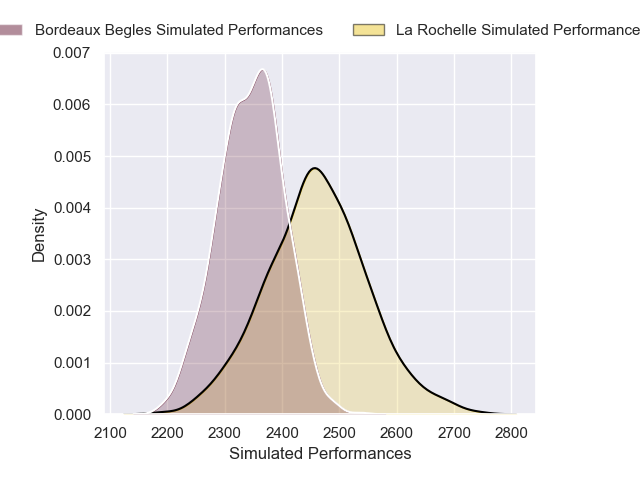 Bordeaux Begles Simulated Performances La Rochelle Simulated Performance
0.007
0.006
0.005
0.004
0.003
0.002
0.001
0.000
Density
2100 2200 2300 2400 2500 2600 2700 2800
Simulated Performances